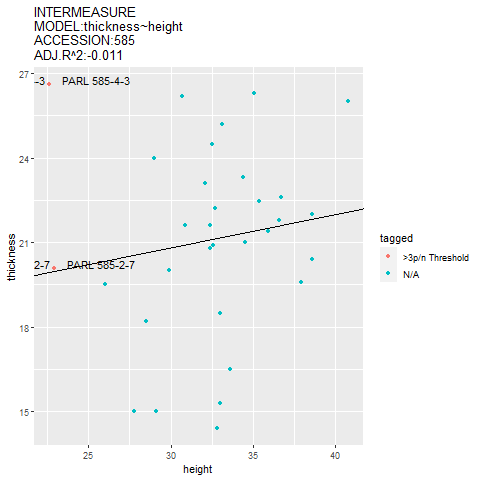 INTERMEASURE
MODEL:thickness~height
ACCESSION:585
ADJ.R^2:-0.011
27
-3 PARL 585-4-3
24
thickness
21
2-7 PARL 585-2-7
18
15
25 30 35 40
height
tagged
>3p/n Threshold
N/A